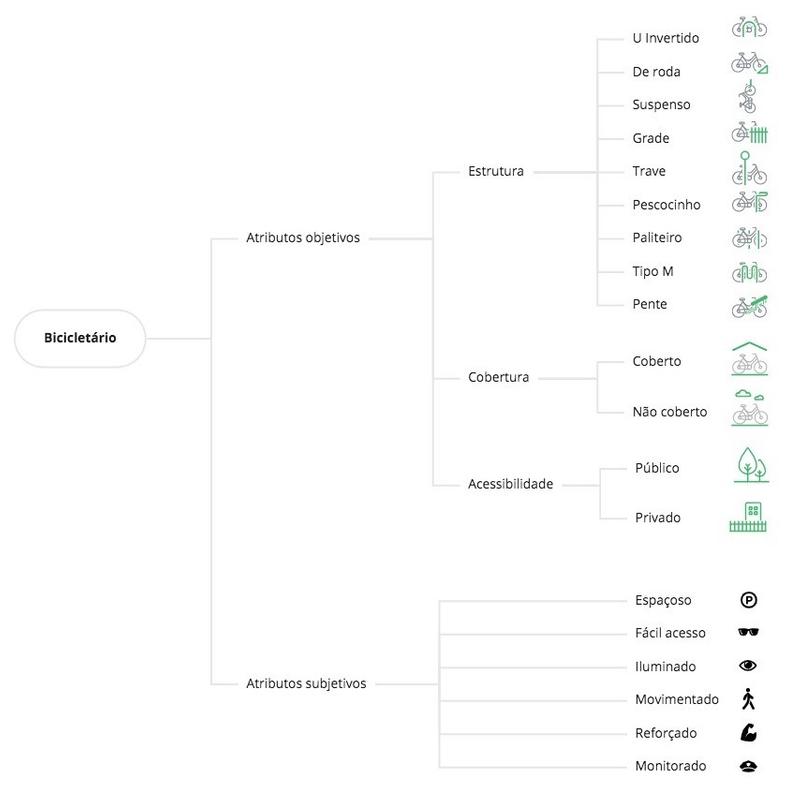 Bicicletário
Atributos objetivos
Estrutura
U Invertido
De roda
Suspenso
Grade
Trave
Pescocinho
Paliteiro
Tipo M
Pente
Cobertura
Coberto
Não coberto
Acessibilidade
Público
Privado
Atributos subjetivos
Espaçoso
P
Fácil acesso
Iluminado
Movimentado
Reforçado
Monitorado